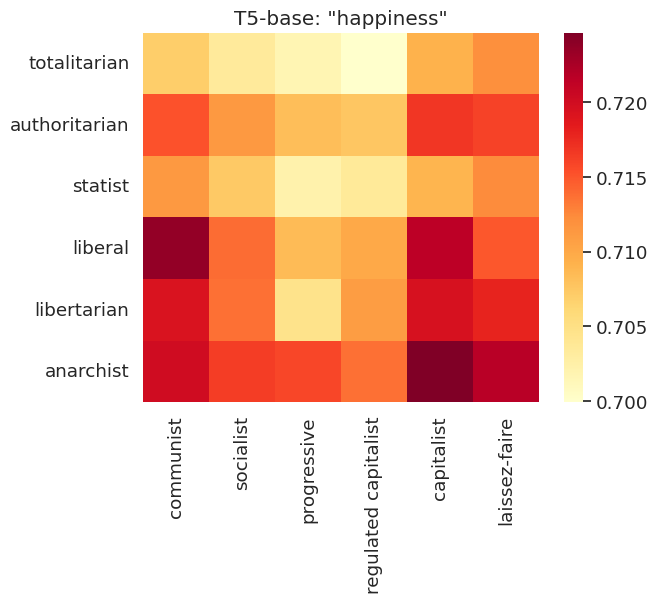 T5-base: "happiness"
totalitarian
authoritarian
statist
liberal
libertarian
anarchist
communist
socialist
progressive
regulated capitalist
capitalist
laissez-faire
0.720
0.715
0.710
0.705
0.700